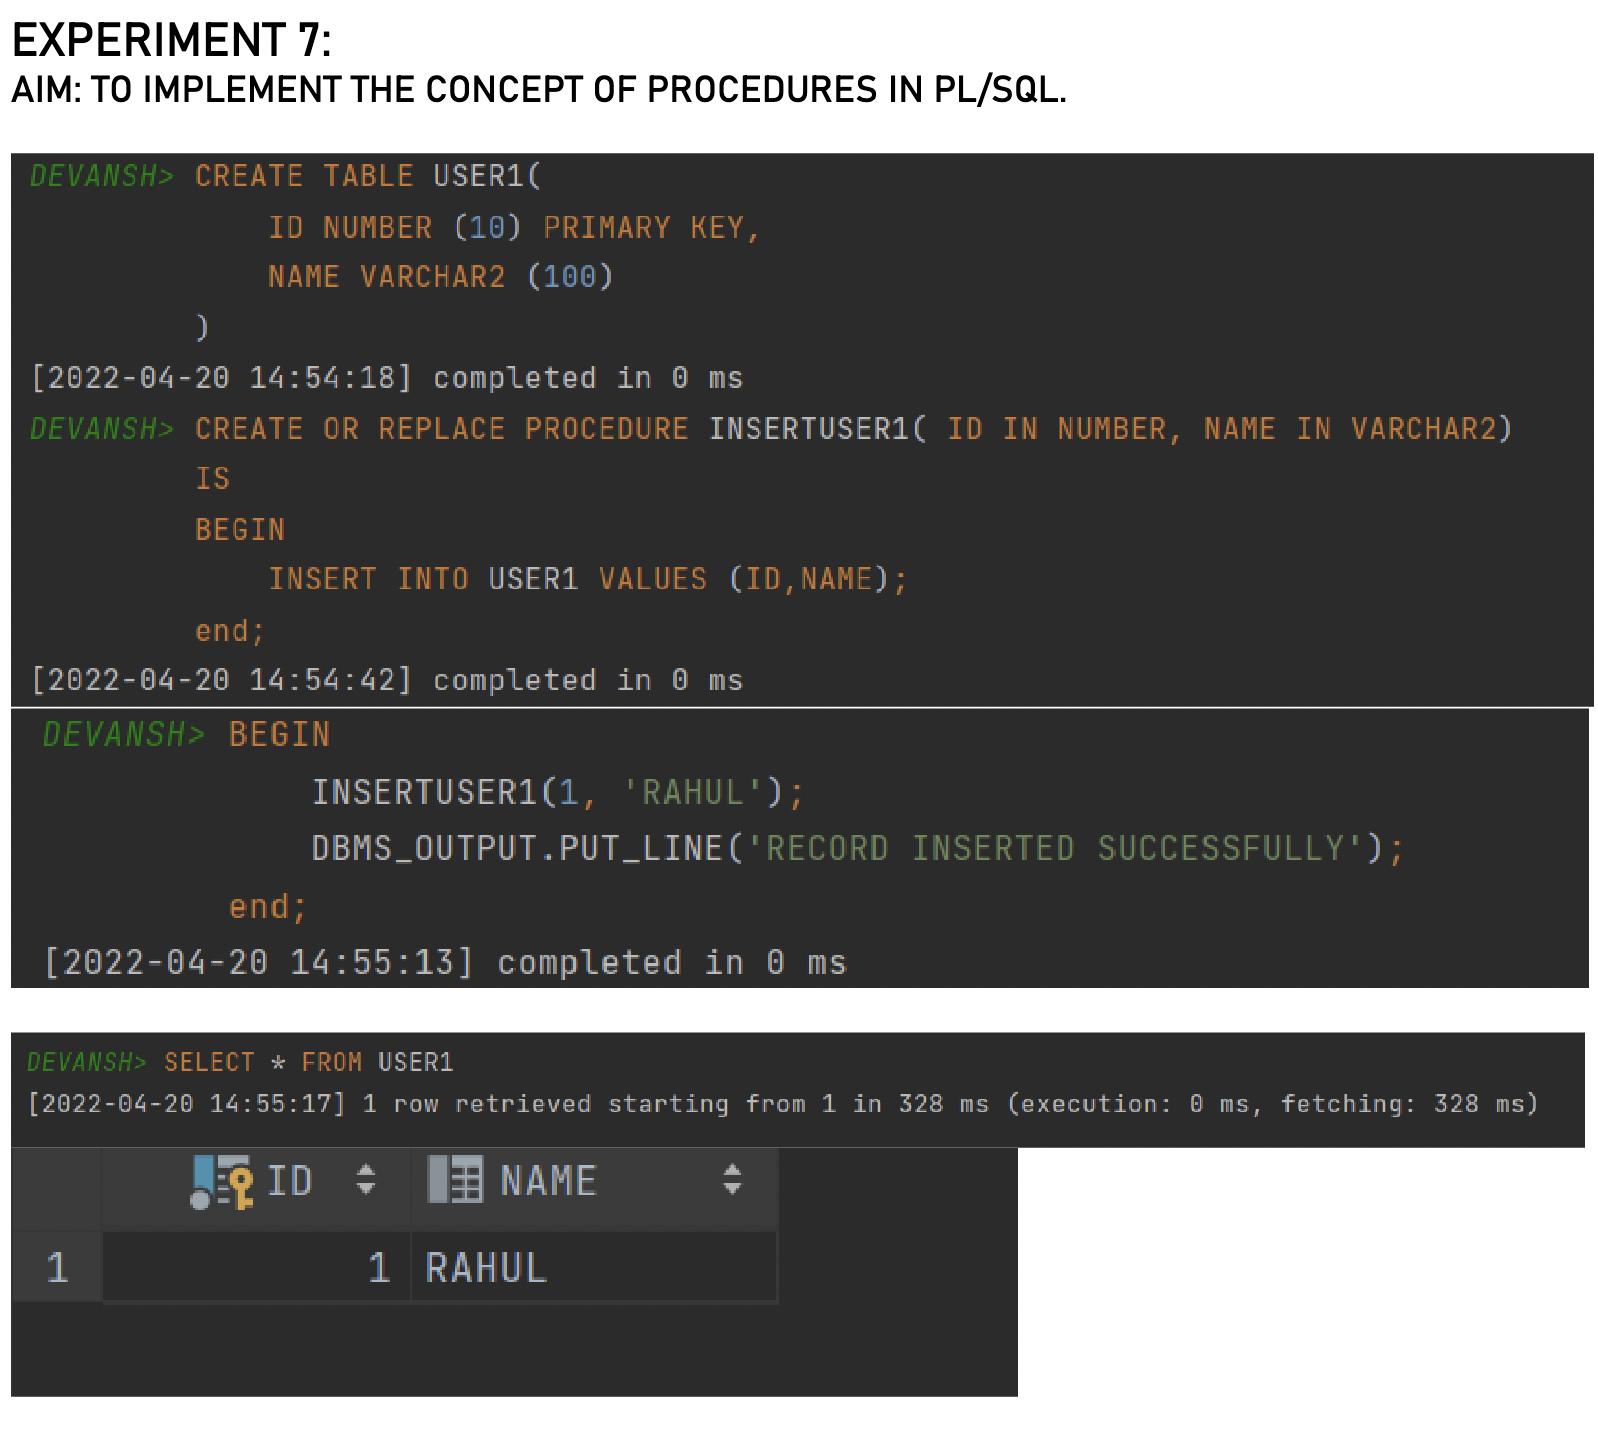 EXPERIMENT 7:
AIM: TO IMPLEMENT THE CONCEPT OF PROCEDURES IN PL/SQL.
DEVANSH> CREATE TABLE USER1(
ID NUMBER (10) PRIMARY KEY,
NAME VARCHAR2 (100)
)
[2022-04-20 14:54:18] completed in 0 ms
DEVANSH> CREATE OR REPLACE PROCEDURE INSERTUSER1( ID IN NUMBER, NAME IN VARCHAR2)
IS
BEGIN
INSERT INTO USER1 VALUES (ID,NAME);
end;
[2022-04-20 14:54:42] completed in 0 ms
DEVANSH> BEGIN
INSERTUSER1(1, 'RAHUL');
DBMS_OUTPUT.PUT_LINE('RECORD INSERTED SUCCESSFULLY');
end;
[2022-04-20 14:55:13] completed in 0 ms
DEVANSH> SELECT * FROM USER1
[2022-04-20 14:55:17] 1 row retrieved starting from 1 in 328 ms (execution: 0 ms, fetching: 328 ms)
ID NAME
1 1 RAHUL